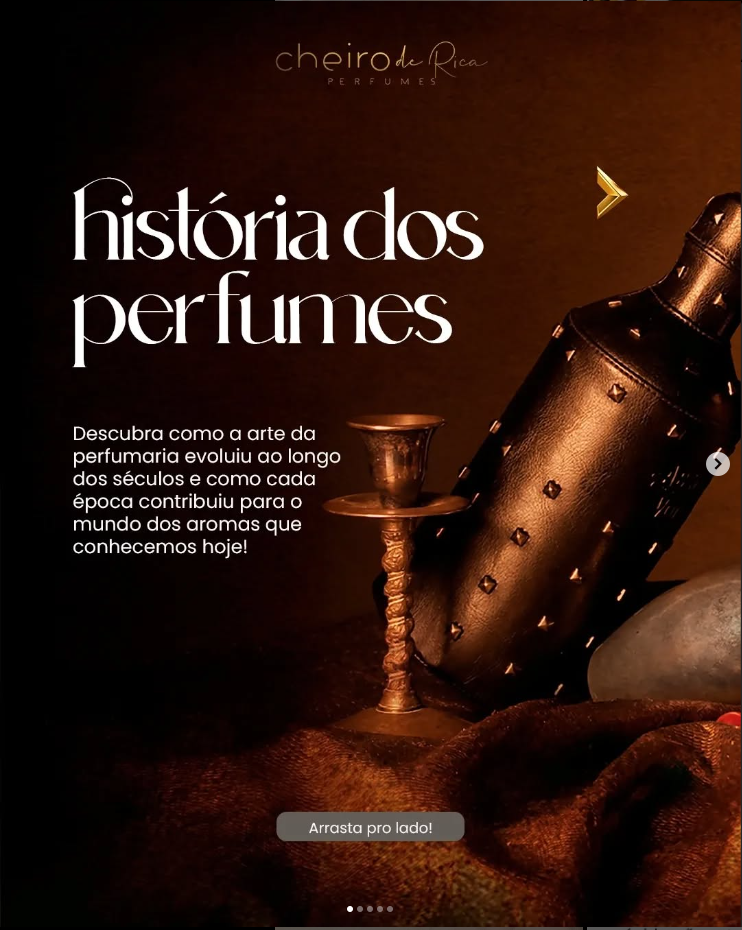 cheiro de Rica
PERFUMES
história dos
perfumes
Descubra como a arte da
perfumaria evoluiu ao longo
dos séculos e como cada
época contribuiu para o
mundo dos aromas que
conhecemos hoje!
Arrasta pro lado!